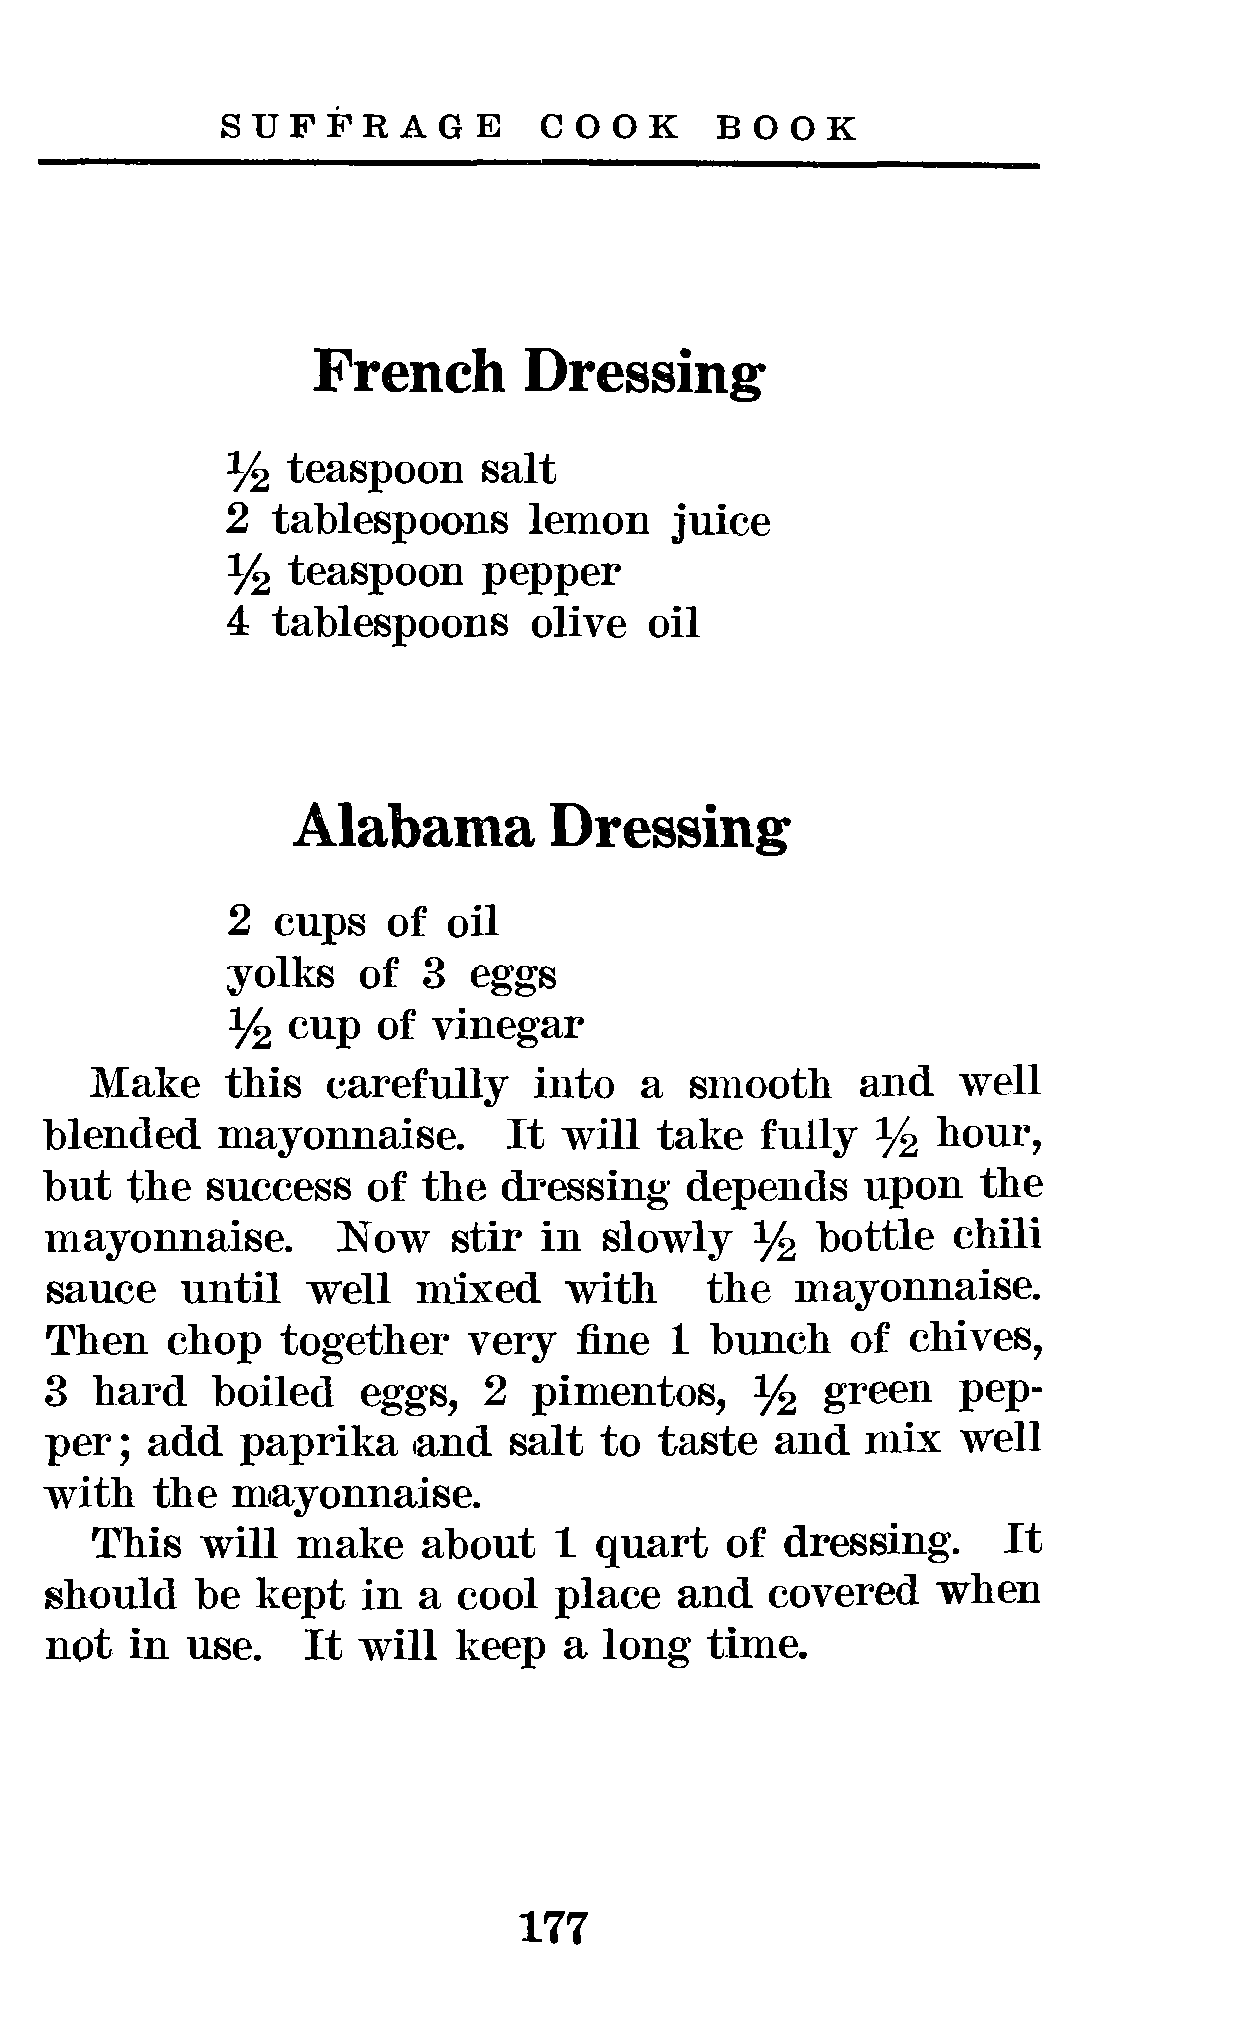 SUFFRAGE COOK BOOK
French Dressing
½ teaspoon salt
2 tablespoons lemon juice
½ teaspoon pepper
4 tablespoons olive oil
Alabama Dressing
2 cups of oil
yolks of 3 eggs
½ cup of vinegar
Make this carefully into a smooth and well
blended mayonnaise. It will take fully ½ hour,
but the success of the dressing depends upon the
mayonnaise. Now stir in slowly ½ bottle chili
sauce until well mixed with the mayonnaise.
Then chop together very fine 1 bunch of chives,
3 hard boiled eggs, 2 pimentos, ½ green pep-
per; add paprika and salt to taste and mix well
with the mayonnaise.
This will make about 1 quart of dressing. It
should be kept in a cool place and covered when
not in use. It will keep a long time.
177